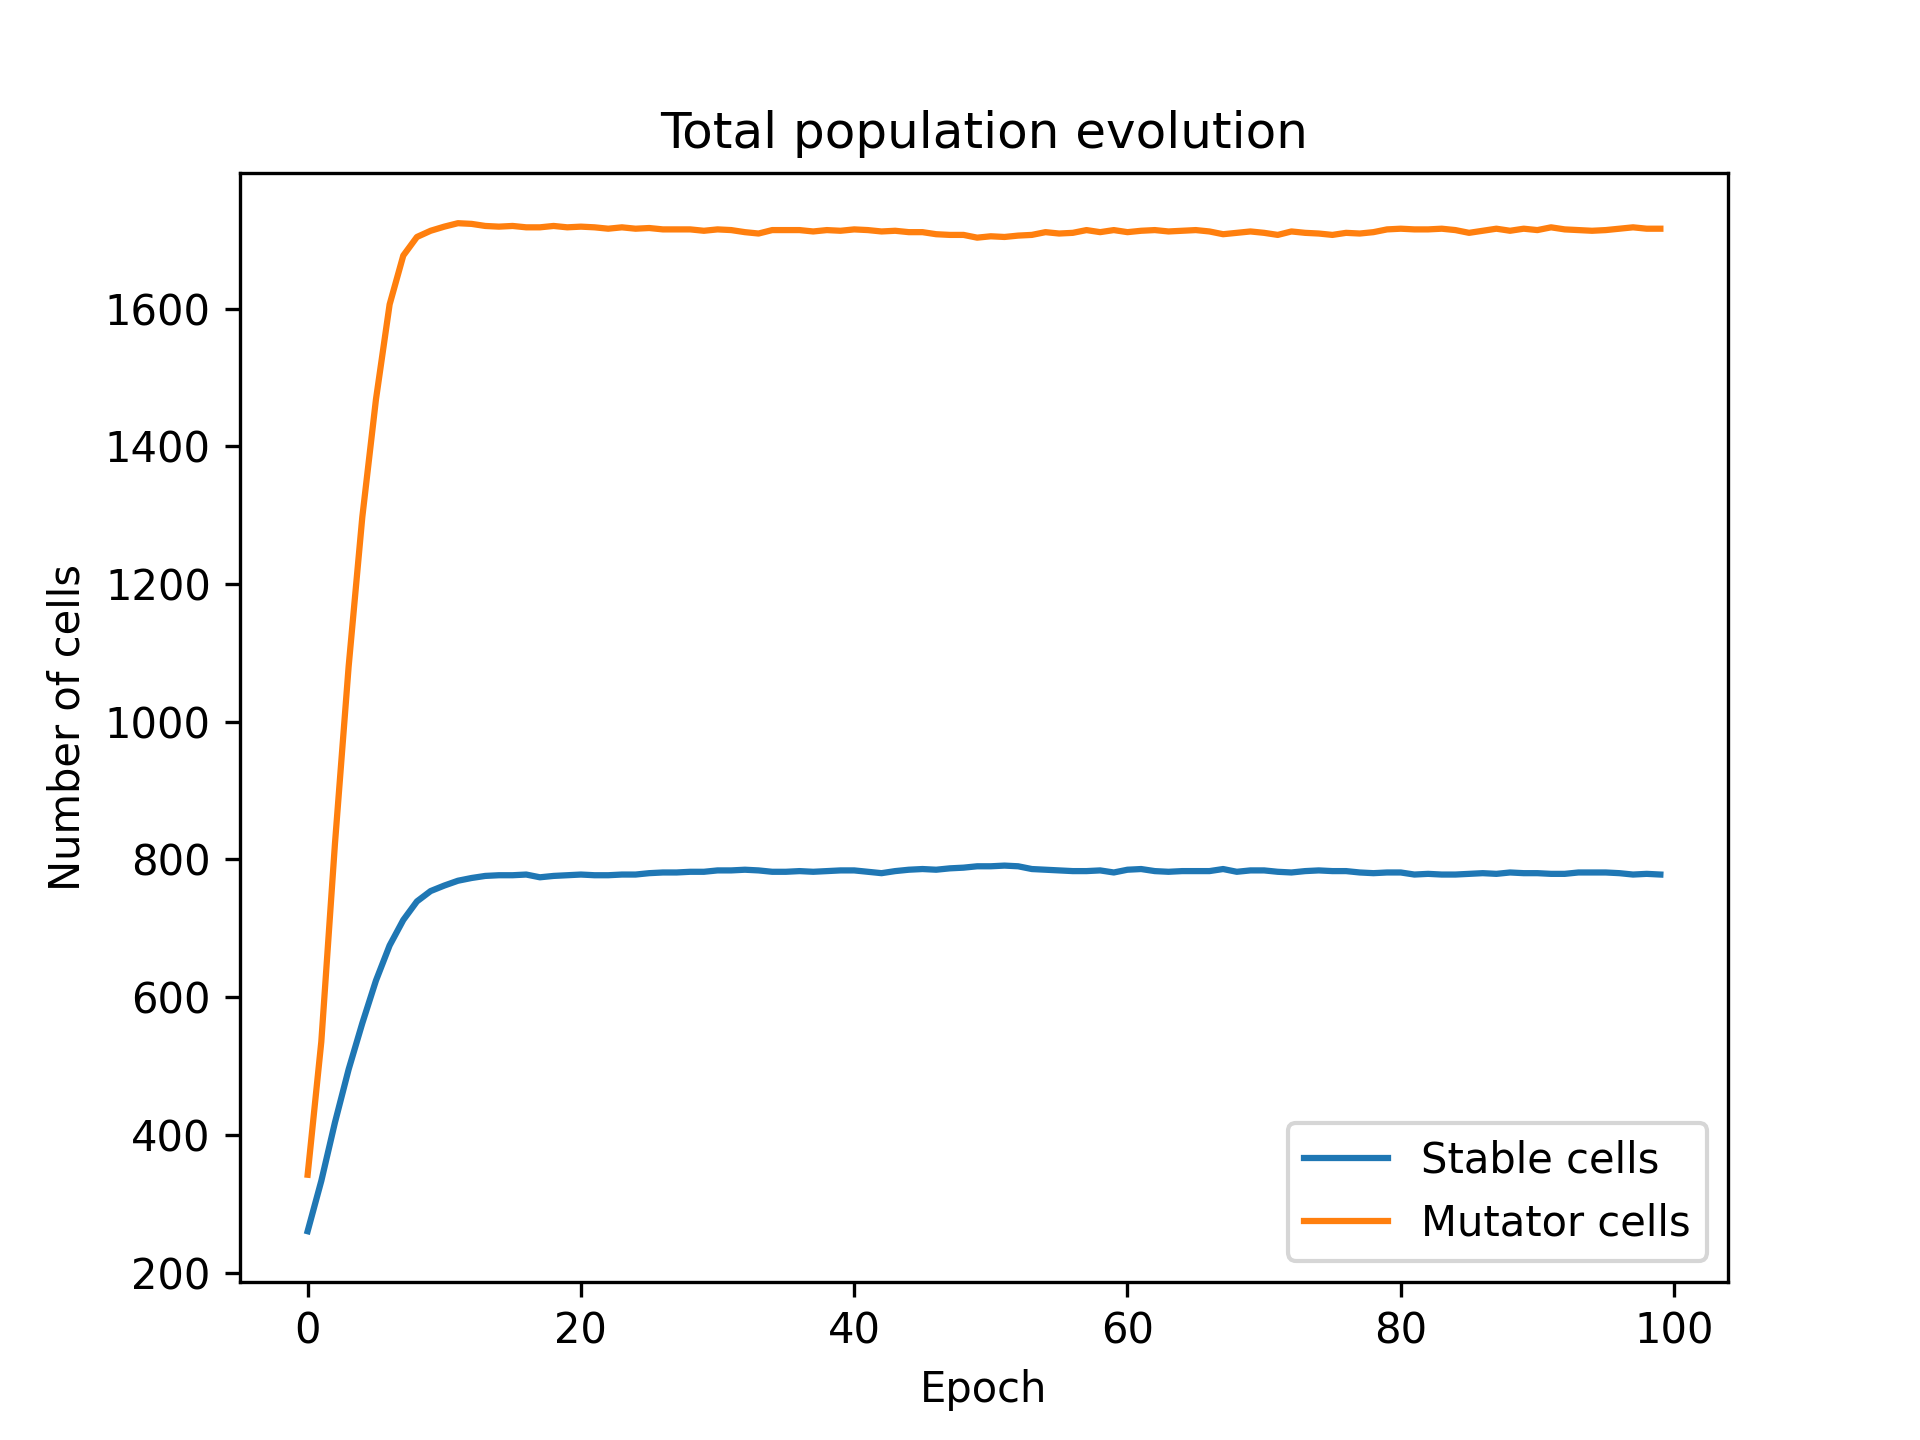 Total population evolution
Number of cells
1600
1400
1200
1000
800
600
400
200
0 20 40 60 80 100
Epoch
Stable cells
Mutator cells